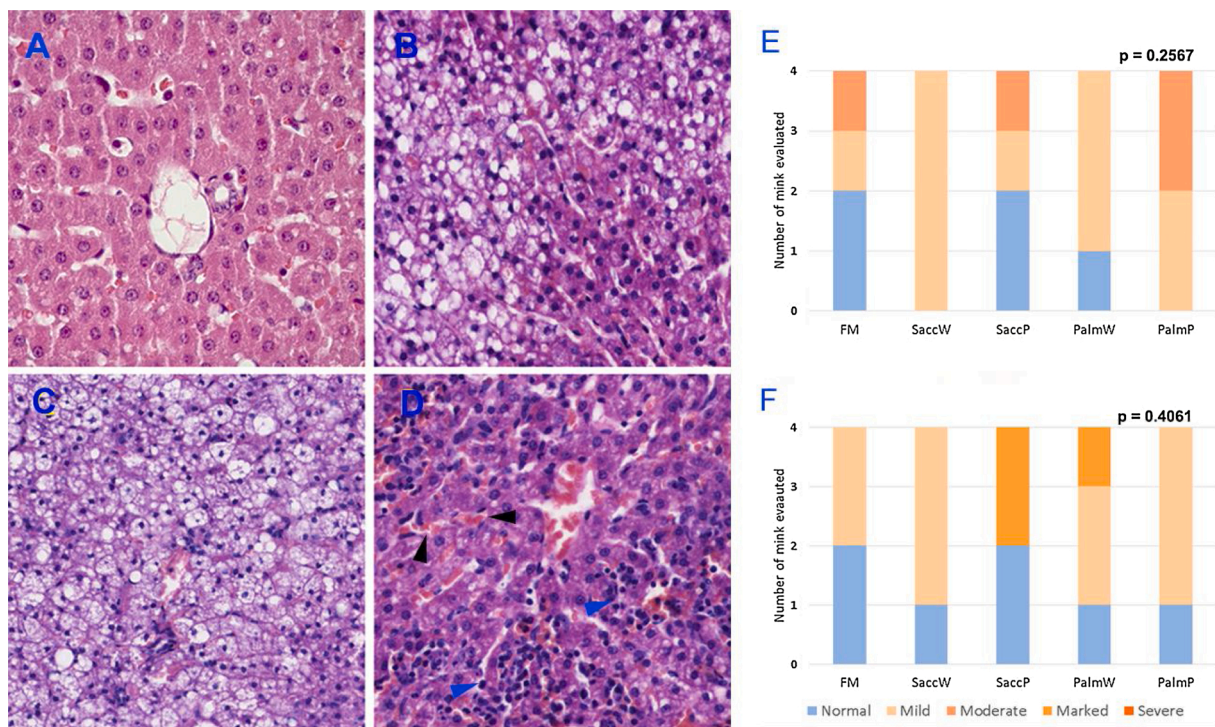 A
B
C
D
E
p = 0.2567
Number of mink evaluated
4
3
2
1
0
FM SaccW SaccP PalmW PalmP
F
p = 0.4061
Number of mink evaauted
4
3
2
1
0
FM SaccW SaccP PalmW PalmP
Normal Mild Moderate Marked Severe